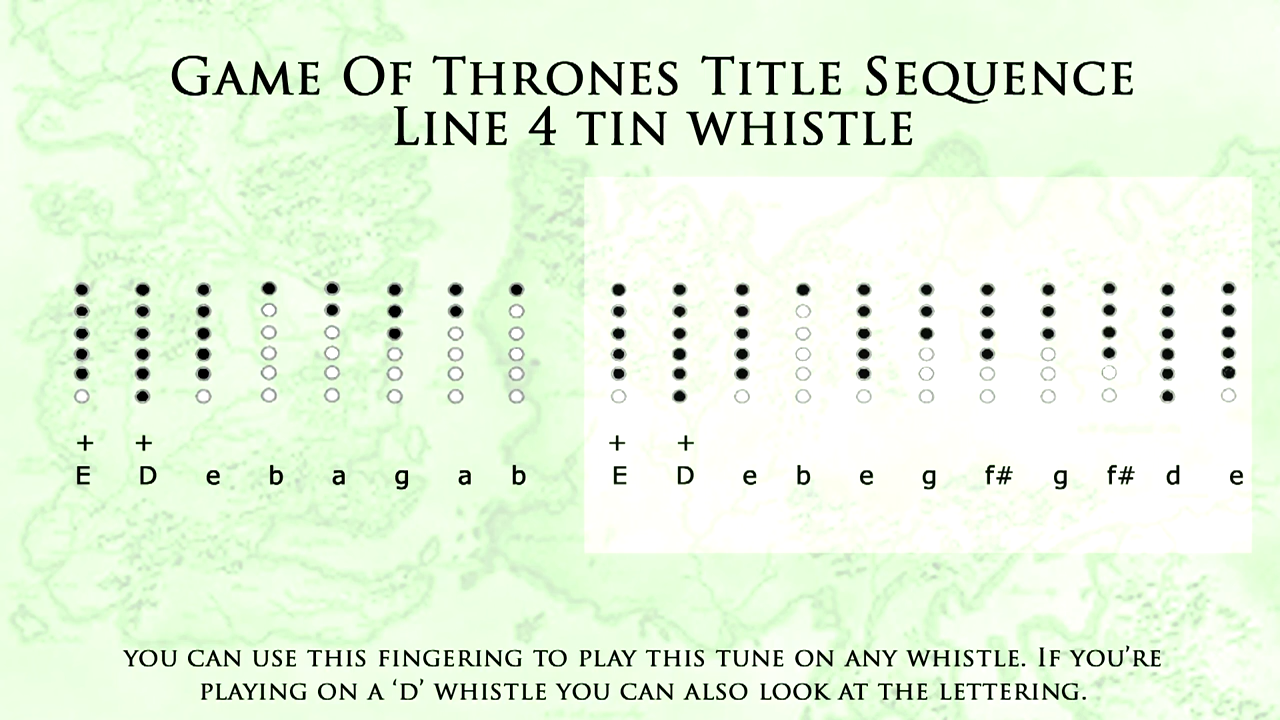 Game Of Thrones Title Sequence
Line 4 tin whistle
+ + + +
E D e b a g a b E D e b e g f# g f# d e
you can use this fingering to play this tune on any whistle. If you're
playing on a 'd' whistle you can also look at the lettering.